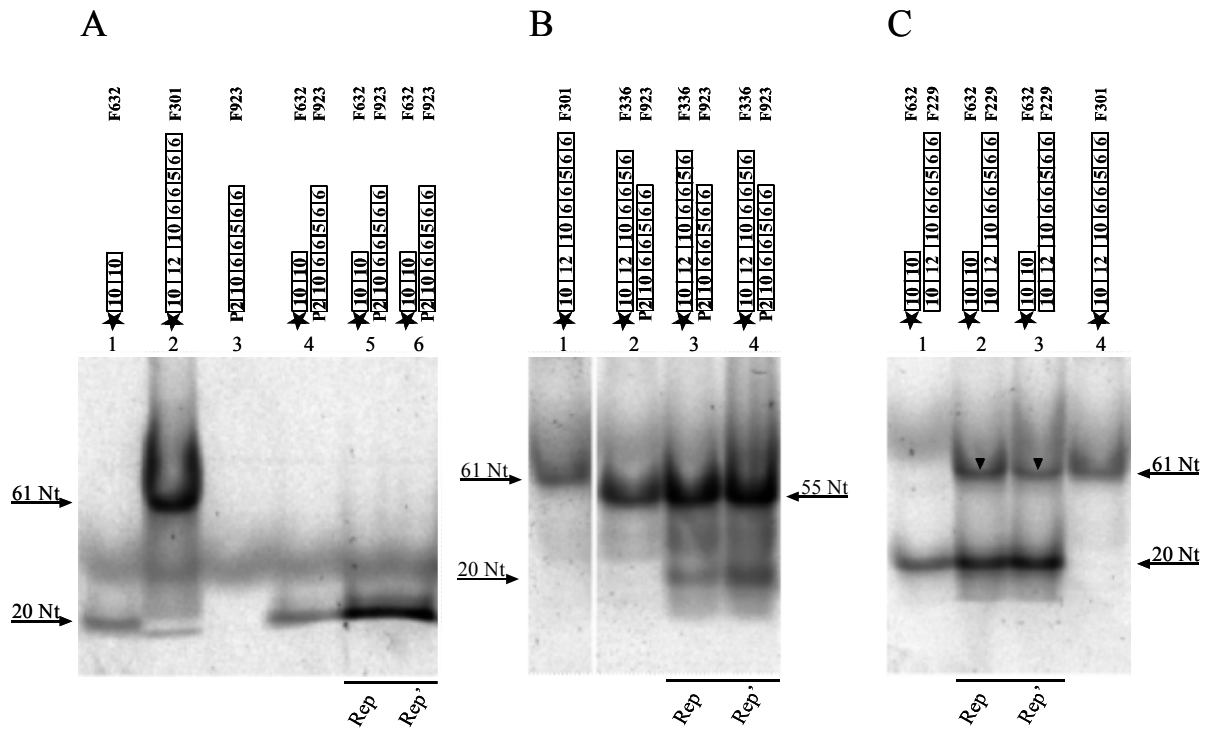 A B C
F632 F301 F923 F632 F923 F632 F923 F632 F923
F301 F336 F923 F336 F923 F336 F923
F632 F229 F632 F229 F632 F229 F301
10 10
10 12 10 6 6 5 6 6
P2 10 6 6 5 6 6
10 10
P2 10 6 6 5 6 6
10 10
P2 10 6 6 5 6 6
10 10
P2 10 6 6 5 6 6
10 12 10 6 6 5 6 6
10 12 10 6 6 5 6
P2 10 6 6 5 6 6
10 12 10 6 6 5 6
P2 10 6 6 5 6 6
10 12 10 6 6 5 6
P2 10 6 6 5 6 6
10 10
10 12 10 6 6 5 6 6
10 10
10 12 10 6 6 5 6 6
10 10
10 12 10 6 6 5 6 6
10 12 10 6 6 5 6 6
1 2 3 4 5 6
1 2 3 4
1 2 3 4
61 Nt
20 Nt
61 Nt
20 Nt
55 Nt
61 Nt
20 Nt
Rep Rep’
Rep Rep’
Rep Rep’